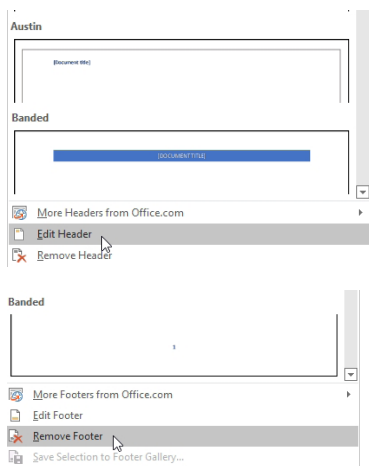 Austin
[Document title]
Banded
[DOCUMENT TITLE]
More Headers from Office.com
Edit Header
Remove Header
Banded
1
More Footers from Office.com
Edit Footer
Remove Footer
Save Selection to Footer Gallery...